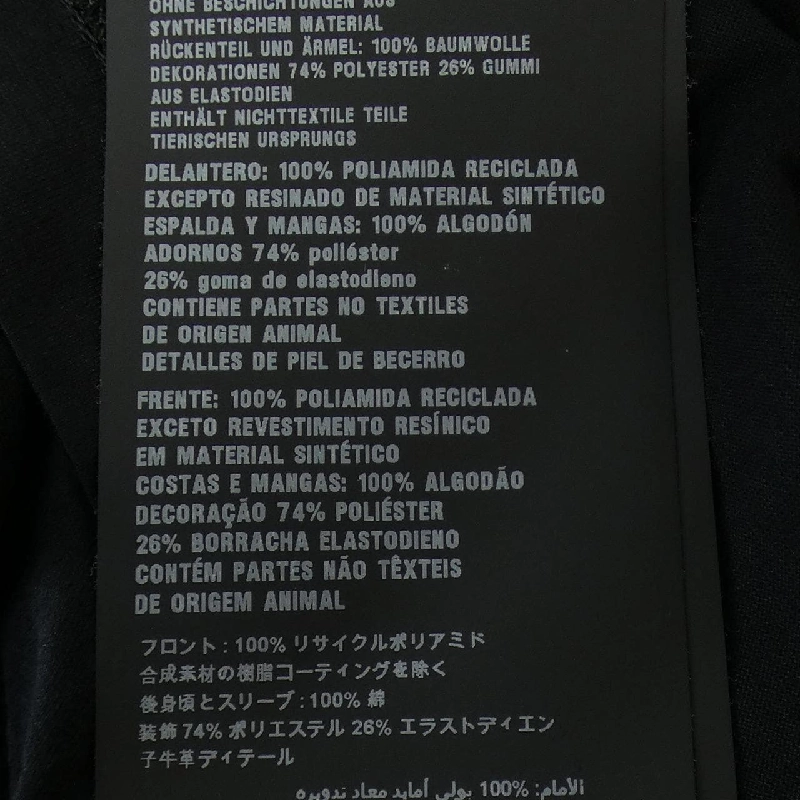 OHNE BESCHICHTUNGEN AUS
SYNTHETISCHEM MATERIAL
RÜCKENTEIL UND ÄRMEL: 100% BAUMWOLLE
DEKORATIONEN 74% POLYESTER 26% GUMMI
AUS ELASTODIEN
ENTHÄLT NICHTTEXTILE TEILE
TIERISCHEN URSPRUNGS
DELANTERO: 100% POLIAMIDA RECICLADA
EXCEPTO RESINADO DE MATERIAL SINTÉTICO
ESPALDA Y MANGAS: 100% ALGODÓN
ADORNOS 74% poliéster
26% goma de elastodieno
CONTIENE PARTES NO TEXTILES
DE ORIGEN ANIMAL
DETALLES DE PIEL DE BECERRO
FRENTE: 100% POLIAMIDA RECICLADA
EXCETO REVESTIMENTO RESÍNICO
EM MATERIAL SINTÉTICO
COSTAS E MANGAS: 100% ALGODÃO
DECORAÇÃO 74% POLIÉSTER
26% BORRACHA ELASTODIENO
CONTÉM PARTES NÃO TÊXTEIS
DE ORIGEM ANIMAL
フロント : 100% リサイクルポリアミド
合成素材の樹脂コーティングを除く
後身頃とスリーブ : 100% 綿
装飾 74% ポリエステル 26% エラストディエン
子牛革ディテール
الأمام: 100% بولي أمايد معاد تدويره